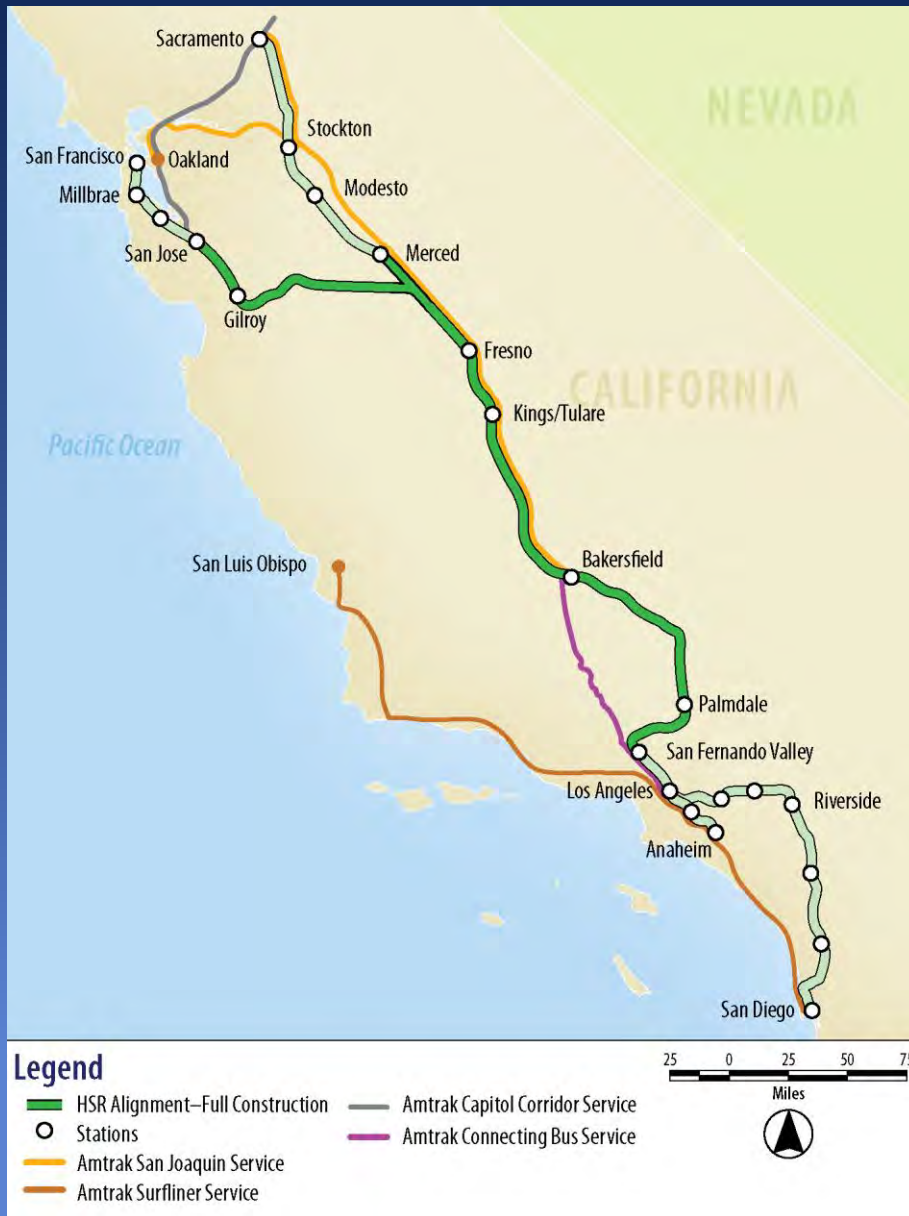 NEVADA
CALIFORNIA
Pacific Ocean
Sacramento
Stockton
San Francisco
Oakland
Millbrae
Modesto
San Jose
Merced
Gilroy
Fresno
Kings/Tulare
San Luis Obispo
Bakersfield
Palmdale
San Fernando Valley
Los Angeles
Riverside
Anaheim
San Diego
Legend
HSR Alignment–Full Construction
Stations
Amtrak San Joaquin Service
Amtrak Surfliner Service
Amtrak Capitol Corridor Service
Amtrak Connecting Bus Service
25 0 25 50 75
Miles